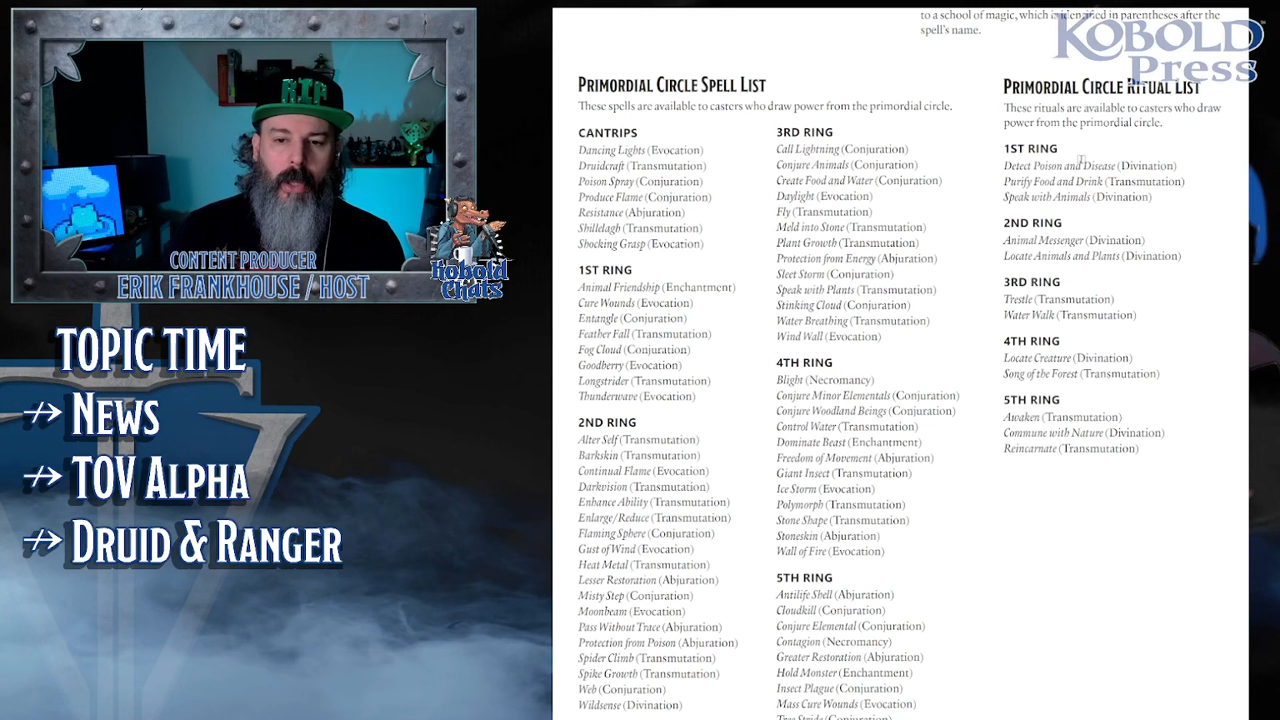 to a school of magic, which is identified in parentheses after the
spell's name.
KOBOLD
Press
RIP
CONTENT PRODUCER
ERIK FRANKHOUSE / HOST
Kobold
Chats
TOPIC TIME
News
TOV Alpha
Druid & Ranger
Primordial Circle Spell List
These spells are available to casters who draw power from the primordial circle.
CANTRIPS
Dancing Lights (Evocation)
Druidcraft (Transmutation)
Poison Spray (Conjuration)
Produce Flame (Conjuration)
Resistance (Abjuration)
Shillelagh (Transmutation)
Shocking Grasp (Evocation)
1ST RING
Animal Friendship (Enchantment)
Cure Wounds (Evocation)
Entangle (Conjuration)
Feather Fall (Transmutation)
Fog Cloud (Conjuration)
Goodberry (Evocation)
Longstrider (Transmutation)
Thunderwave (Evocation)
2ND RING
Alter Self (Transmutation)
Barkskin (Transmutation)
Continual Flame (Evocation)
Darkvision (Transmutation)
Enhance Ability (Transmutation)
Enlarge/Reduce (Transmutation)
Flaming Sphere (Conjuration)
Gust of Wind (Evocation)
Heat Metal (Transmutation)
Lesser Restoration (Abjuration)
Misty Step (Conjuration)
Moonbeam (Evocation)
Pass Without Trace (Abjuration)
Protection from Poison (Abjuration)
Spider Climb (Transmutation)
Spike Growth (Transmutation)
Web (Conjuration)
Wildsense (Divination)
3RD RING
Call Lightning (Conjuration)
Conjure Animals (Conjuration)
Create Food and Water (Conjuration)
Daylight (Evocation)
Fly (Transmutation)
Meld into Stone (Transmutation)
Plant Growth (Transmutation)
Protection from Energy (Abjuration)
Sleet Storm (Conjuration)
Speak with Plants (Transmutation)
Stinking Cloud (Conjuration)
Water Breathing (Transmutation)
Wind Wall (Evocation)
4TH RING
Blight (Necromancy)
Conjure Minor Elementals (Conjuration)
Conjure Woodland Beings (Conjuration)
Control Water (Transmutation)
Dominate Beast (Enchantment)
Freedom of Movement (Abjuration)
Giant Insect (Transmutation)
Ice Storm (Evocation)
Polymorph (Transmutation)
Stone Shape (Transmutation)
Stoneskin (Abjuration)
Wall of Fire (Evocation)
5TH RING
Antilife Shell (Abjuration)
Cloudkill (Conjuration)
Conjure Elemental (Conjuration)
Contagion (Necromancy)
Greater Restoration (Abjuration)
Hold Monster (Enchantment)
Insect Plague (Conjuration)
Mass Cure Wounds (Evocation)
Tree Stride (Conjuration)
Primordial Circle Ritual List
These rituals are available to casters who draw
power from the primordial circle.
1ST RING
Detect Poison and Disease (Divination)
Purify Food and Drink (Transmutation)
Speak with Animals (Divination)
2ND RING
Animal Messenger (Divination)
Locate Animals and Plants (Divination)
3RD RING
Trestle (Transmutation)
Water Walk (Transmutation)
4TH RING
Locate Creature (Divination)
Song of the Forest (Transmutation)
5TH RING
Awaken (Transmutation)
Commune with Nature (Divination)
Reincarnate (Transmutation)